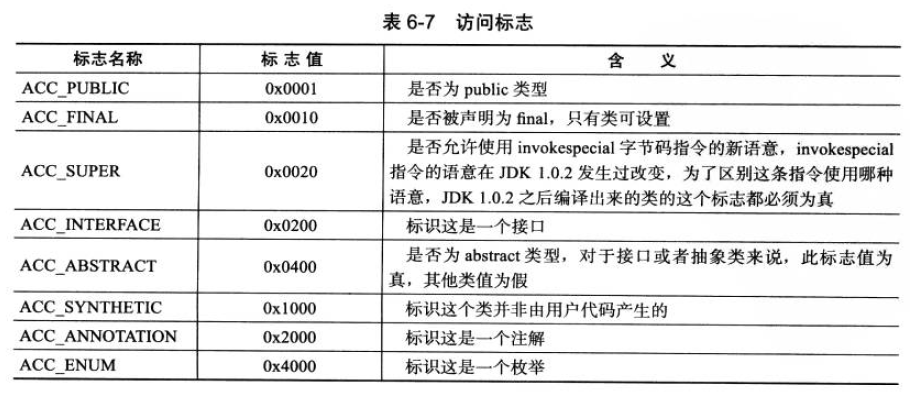 表 6-7 访问标志
标志名称 标 志 值 含 义
ACC_PUBLIC 0x0001 是否为 public 类型
ACC_FINAL 0x0010 是否被声明为 final，只有类可设置
ACC_SUPER 0x0020 是否允许使用 invokespecial 字节码指令的新语意，invokespecial
指令的语意在 JDK 1.0.2 发生过改变，为了区别这条指令使用哪种
语意，JDK 1.0.2 之后编译出来的类的这个标志都必须为真
ACC_INTERFACE 0x0200 标识这是一个接口
ACC_ABSTRACT 0x0400 是否为 abstract 类型，对于接口或者抽象类来说，此标志值为
真，其他类值为假
ACC_SYNTHETIC 0x1000 标识这个类并非由用户代码产生的
ACC_ANNOTATION 0x2000 标识这是一个注解
ACC_ENUM 0x4000 标识这是一个枚举